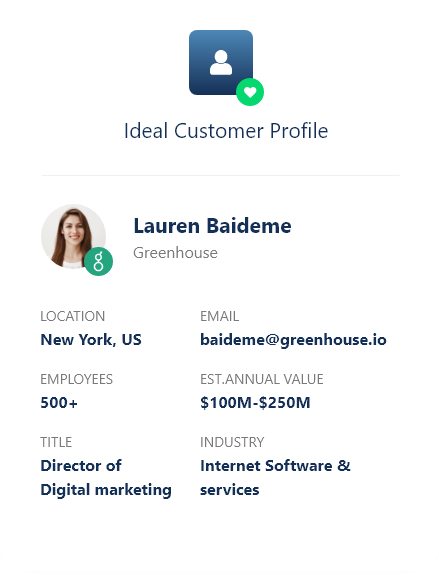 Ideal Customer Profile
Lauren Baideme
Greenhouse
LOCATION
New York, US
EMAIL
baideme@greenhouse.io
EMPLOYEES
500+
EST.ANNUAL VALUE
$100M-$250M
TITLE
Director of
Digital marketing
INDUSTRY
Internet Software &
services